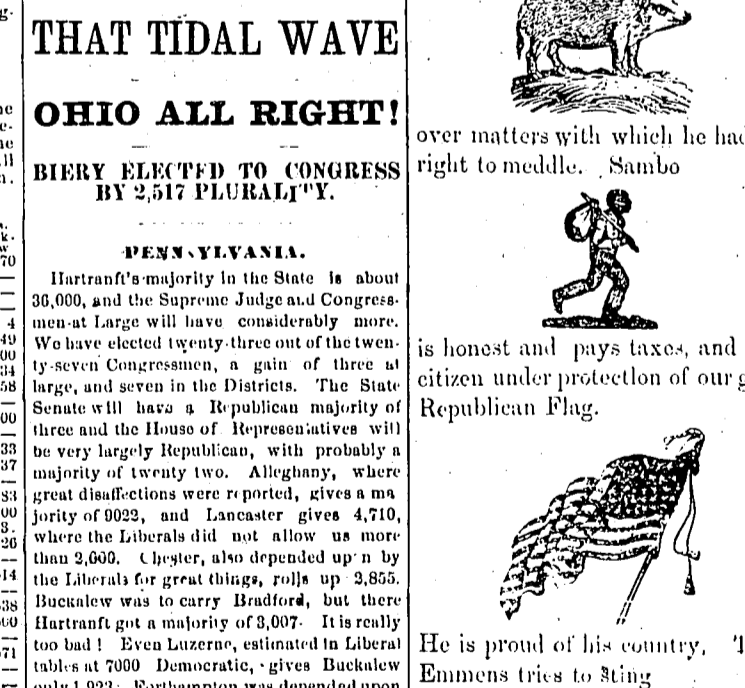 THAT TIDAL WAVE
OHIO ALL RIGHT!
BIERY ELECTED TO CONGRESS
BY 2,517 PLURALITY.
PENNSYLVANIA.
Hartranft's majority in the State is about
36,000, and the Supreme Judge and Congress-
men-at Large will have considerably more.
We have elected twenty-three out of the twen-
ty-seven Congressmen, a gain of three at
large, and seven in the Districts. The State
Senate will have a Republican majority of
three and the House of Representatives will
be very largely Republican, with probably a
majority of twenty two. Alleghany, where
great disaffections were reported, gives a ma
jority of 9023, and Lancaster gives 4,710,
where the Liberals did not allow us more
than 2,000. Chester, also depended upon by
the Liberals for great things, rolls up 2,855.
Buckalew was to carry Bradford, but there
Hartranft got a majority of 3,007. It is really
too bad! Even Luzerne, estimated in Liberal
tables at 7000 Democratic, gives Buckalew
only 1,923; was depended upon
over matters with which he had
right to meddle. Sambo
is honest and pays taxes, and
citizen under protection of our g
Republican Flag.
He is proud of his country,
Emmens tries to sting